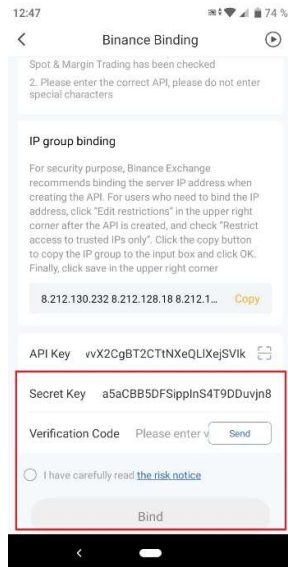 12:47
74 %
Binance Binding
Spot & Margin Trading has been checked
2. Please enter the correct API, please do not enter
special characters
IP group binding
For security purpose, Binance Exchange
recommends binding the server IP address when
creating the API. For users who need to bind the IP
address, click "Edit restrictions" in the upper right
corner after the API is created, and check "Restrict
access to trusted IPs only". Click the copy button
to copy the IP group to the input box and click OK.
Finally, click save in the upper right corner
8.212.130.232 8.212.128.18 8.212.1... Copy
API Key vvX2CgBT2CTtNXeQLlXejSVlk
Secret Key a5aCBB5DFSippInS4T9DDuvjn8
Verification Code Please enter v Send
I have carefully read the risk notice
Bind